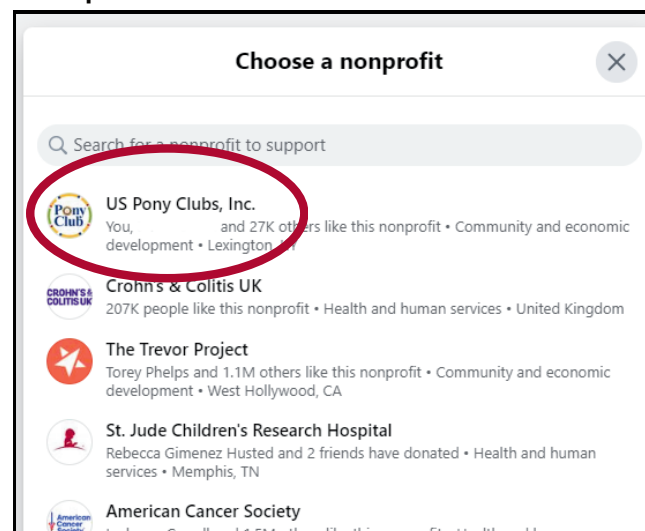 Choose a nonprofit
Search for a nonprofit to support
Pony
Club
US Pony Clubs, Inc.
You, and 27K others like this nonprofit • Community and economic
development • Lexington, KY
CROHN'S &
COLITIS UK
Crohn's & Colitis UK
207K people like this nonprofit • Health and human services • United Kingdom
The Trevor Project
Torey Phelps and 1.1M others like this nonprofit • Community and economic
development • West Hollywood, CA
St. Jude Children's Research Hospital
Rebecca Gimenez Husted and 2 friends have donated • Health and human
services • Memphis, TN
American
Cancer
Society
American Cancer Society